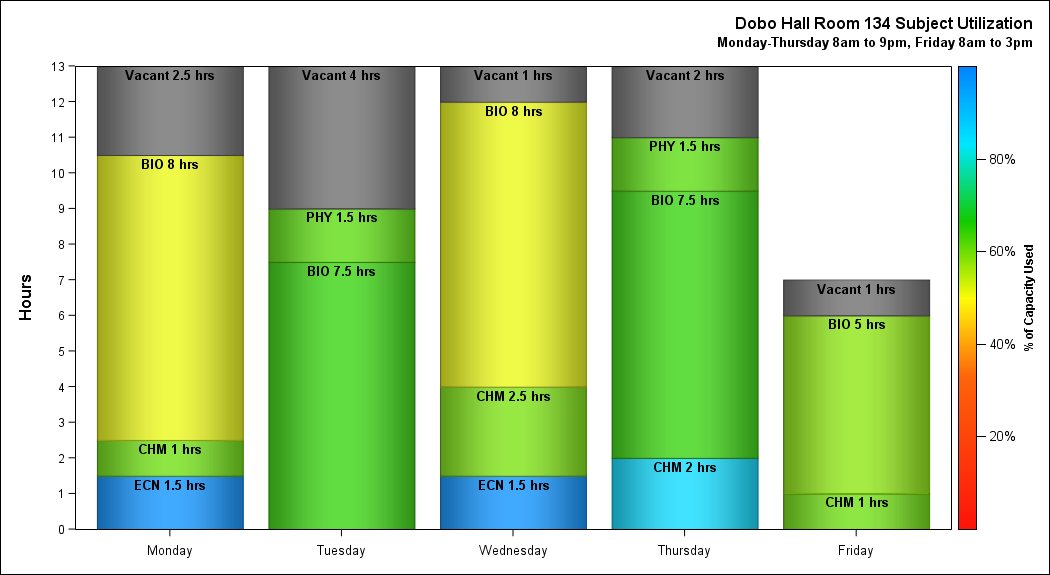 Dobo Hall Room 134 Subject Utilization
Monday-Thursday 8am to 9pm, Friday 8am to 3pm
Hours
13
12
11
10
9
8
7
6
5
4
3
2
1
0
Vacant 2.5 hrs
BIO 8 hrs
CHM 1 hrs
ECN 1.5 hrs
Vacant 4 hrs
PHY 1.5 hrs
BIO 7.5 hrs
Vacant 1 hrs
BIO 8 hrs
CHM 2.5 hrs
ECN 1.5 hrs
Vacant 2 hrs
PHY 1.5 hrs
BIO 7.5 hrs
CHM 2 hrs
Vacant 1 hrs
BIO 5 hrs
CHM 1 hrs
Monday
Tuesday
Wednesday
Thursday
Friday
80%
60%
40%
20%
% of Capacity Used